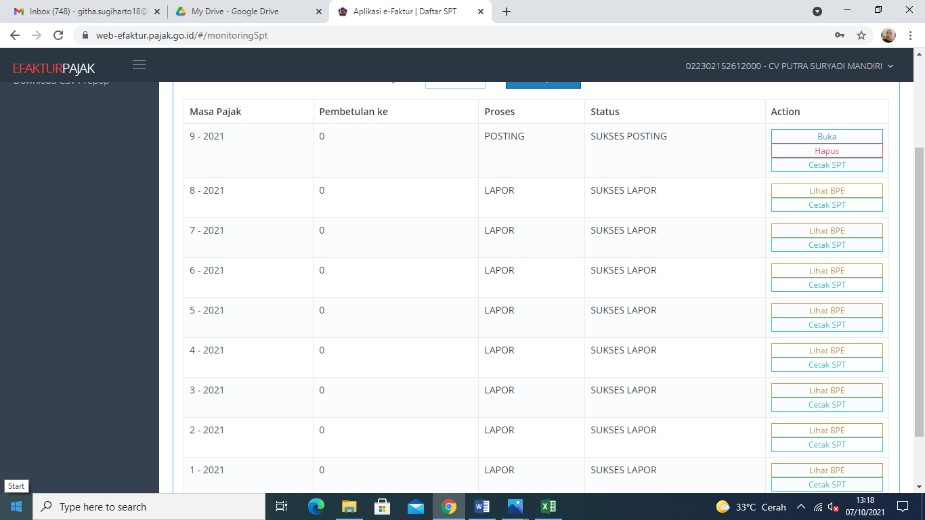 Inbox (748) - githa.sugiharto18@
My Drive - Google Drive
Aplikasi e-Faktur | Daftar SPT
web-efaktur.pajak.go.id/#/monitoringSpt
EFAKTURPAJAK
022302152612000 - CV PUTRA SURYADI MANDIRI
Masa Pajak Pembetulan ke Proses Status Action
9 - 2021 0 POSTING SUKSES POSTING Buka
Hapus
Cetak SPT
8 - 2021 0 LAPOR SUKSES LAPOR Lihat BPE
Cetak SPT
7 - 2021 0 LAPOR SUKSES LAPOR Lihat BPE
Cetak SPT
6 - 2021 0 LAPOR SUKSES LAPOR Lihat BPE
Cetak SPT
5 - 2021 0 LAPOR SUKSES LAPOR Lihat BPE
Cetak SPT
4 - 2021 0 LAPOR SUKSES LAPOR Lihat BPE
Cetak SPT
3 - 2021 0 LAPOR SUKSES LAPOR Lihat BPE
Cetak SPT
2 - 2021 0 LAPOR SUKSES LAPOR Lihat BPE
Cetak SPT
1 - 2021 0 LAPOR SUKSES LAPOR Lihat BPE
Cetak SPT
Start
Type here to search
33°C Cerah
13:18
07/10/2021